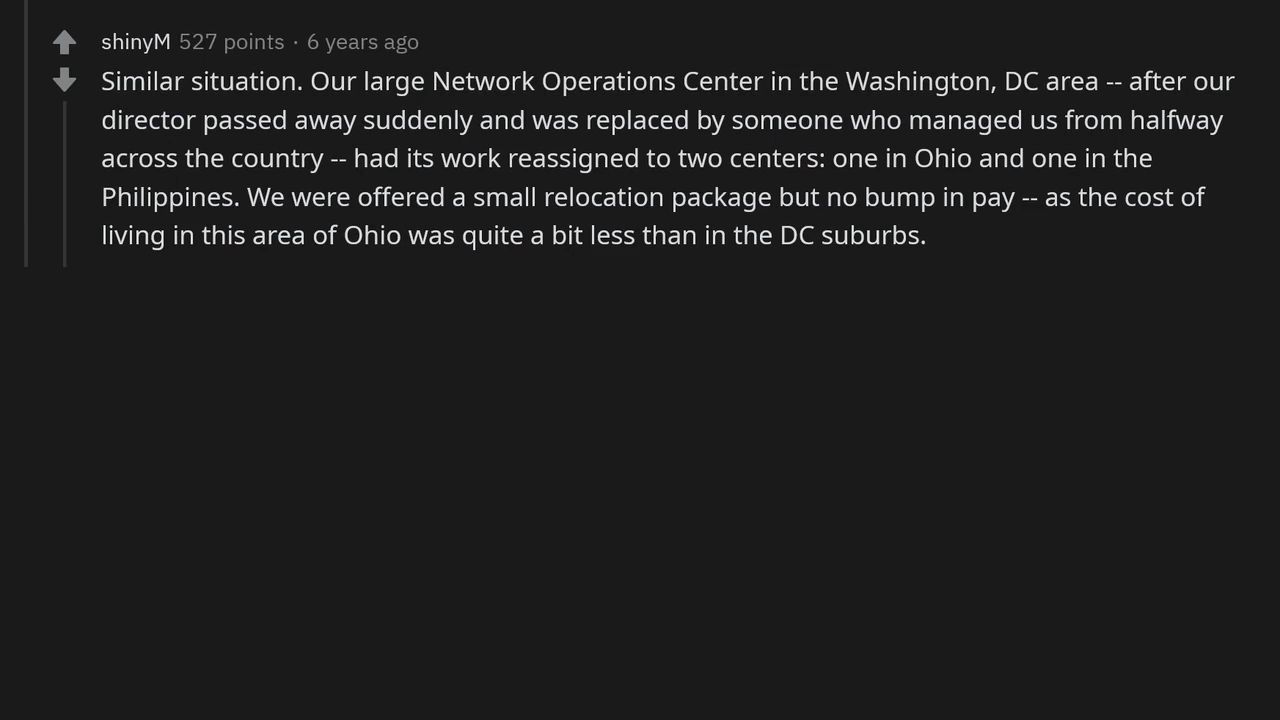 shinyM 527 points · 6 years ago
Similar situation. Our large Network Operations Center in the Washington, DC area -- after our
director passed away suddenly and was replaced by someone who managed us from halfway
across the country -- had its work reassigned to two centers: one in Ohio and one in the
Philippines. We were offered a small relocation package but no bump in pay -- as the cost of
living in this area of Ohio was quite a bit less than in the DC suburbs.